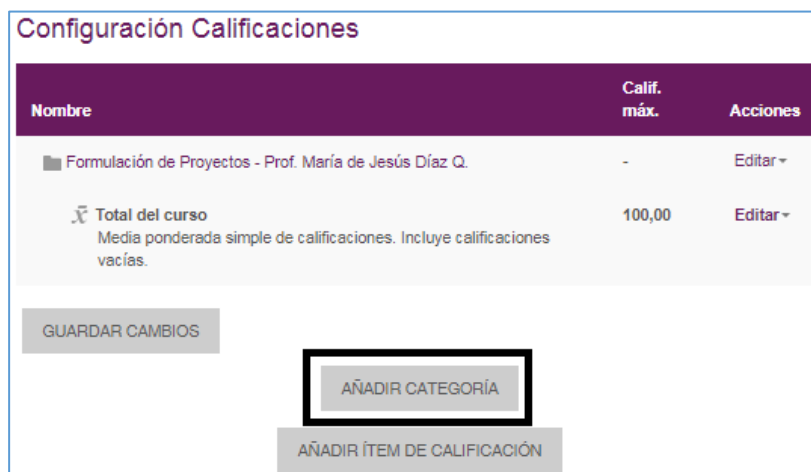 Configuración Calificaciones
Calif.
Nombre máx. Acciones
Formulación de Proyectos - Prof. María de Jesús Díaz Q. - Editar
x̄ Total del curso 100,00 Editar
Media ponderada simple de calificaciones. Incluye calificaciones
vacías.
GUARDAR CAMBIOS
AÑADIR CATEGORÍA
AÑADIR ÍTEM DE CALIFICACIÓN